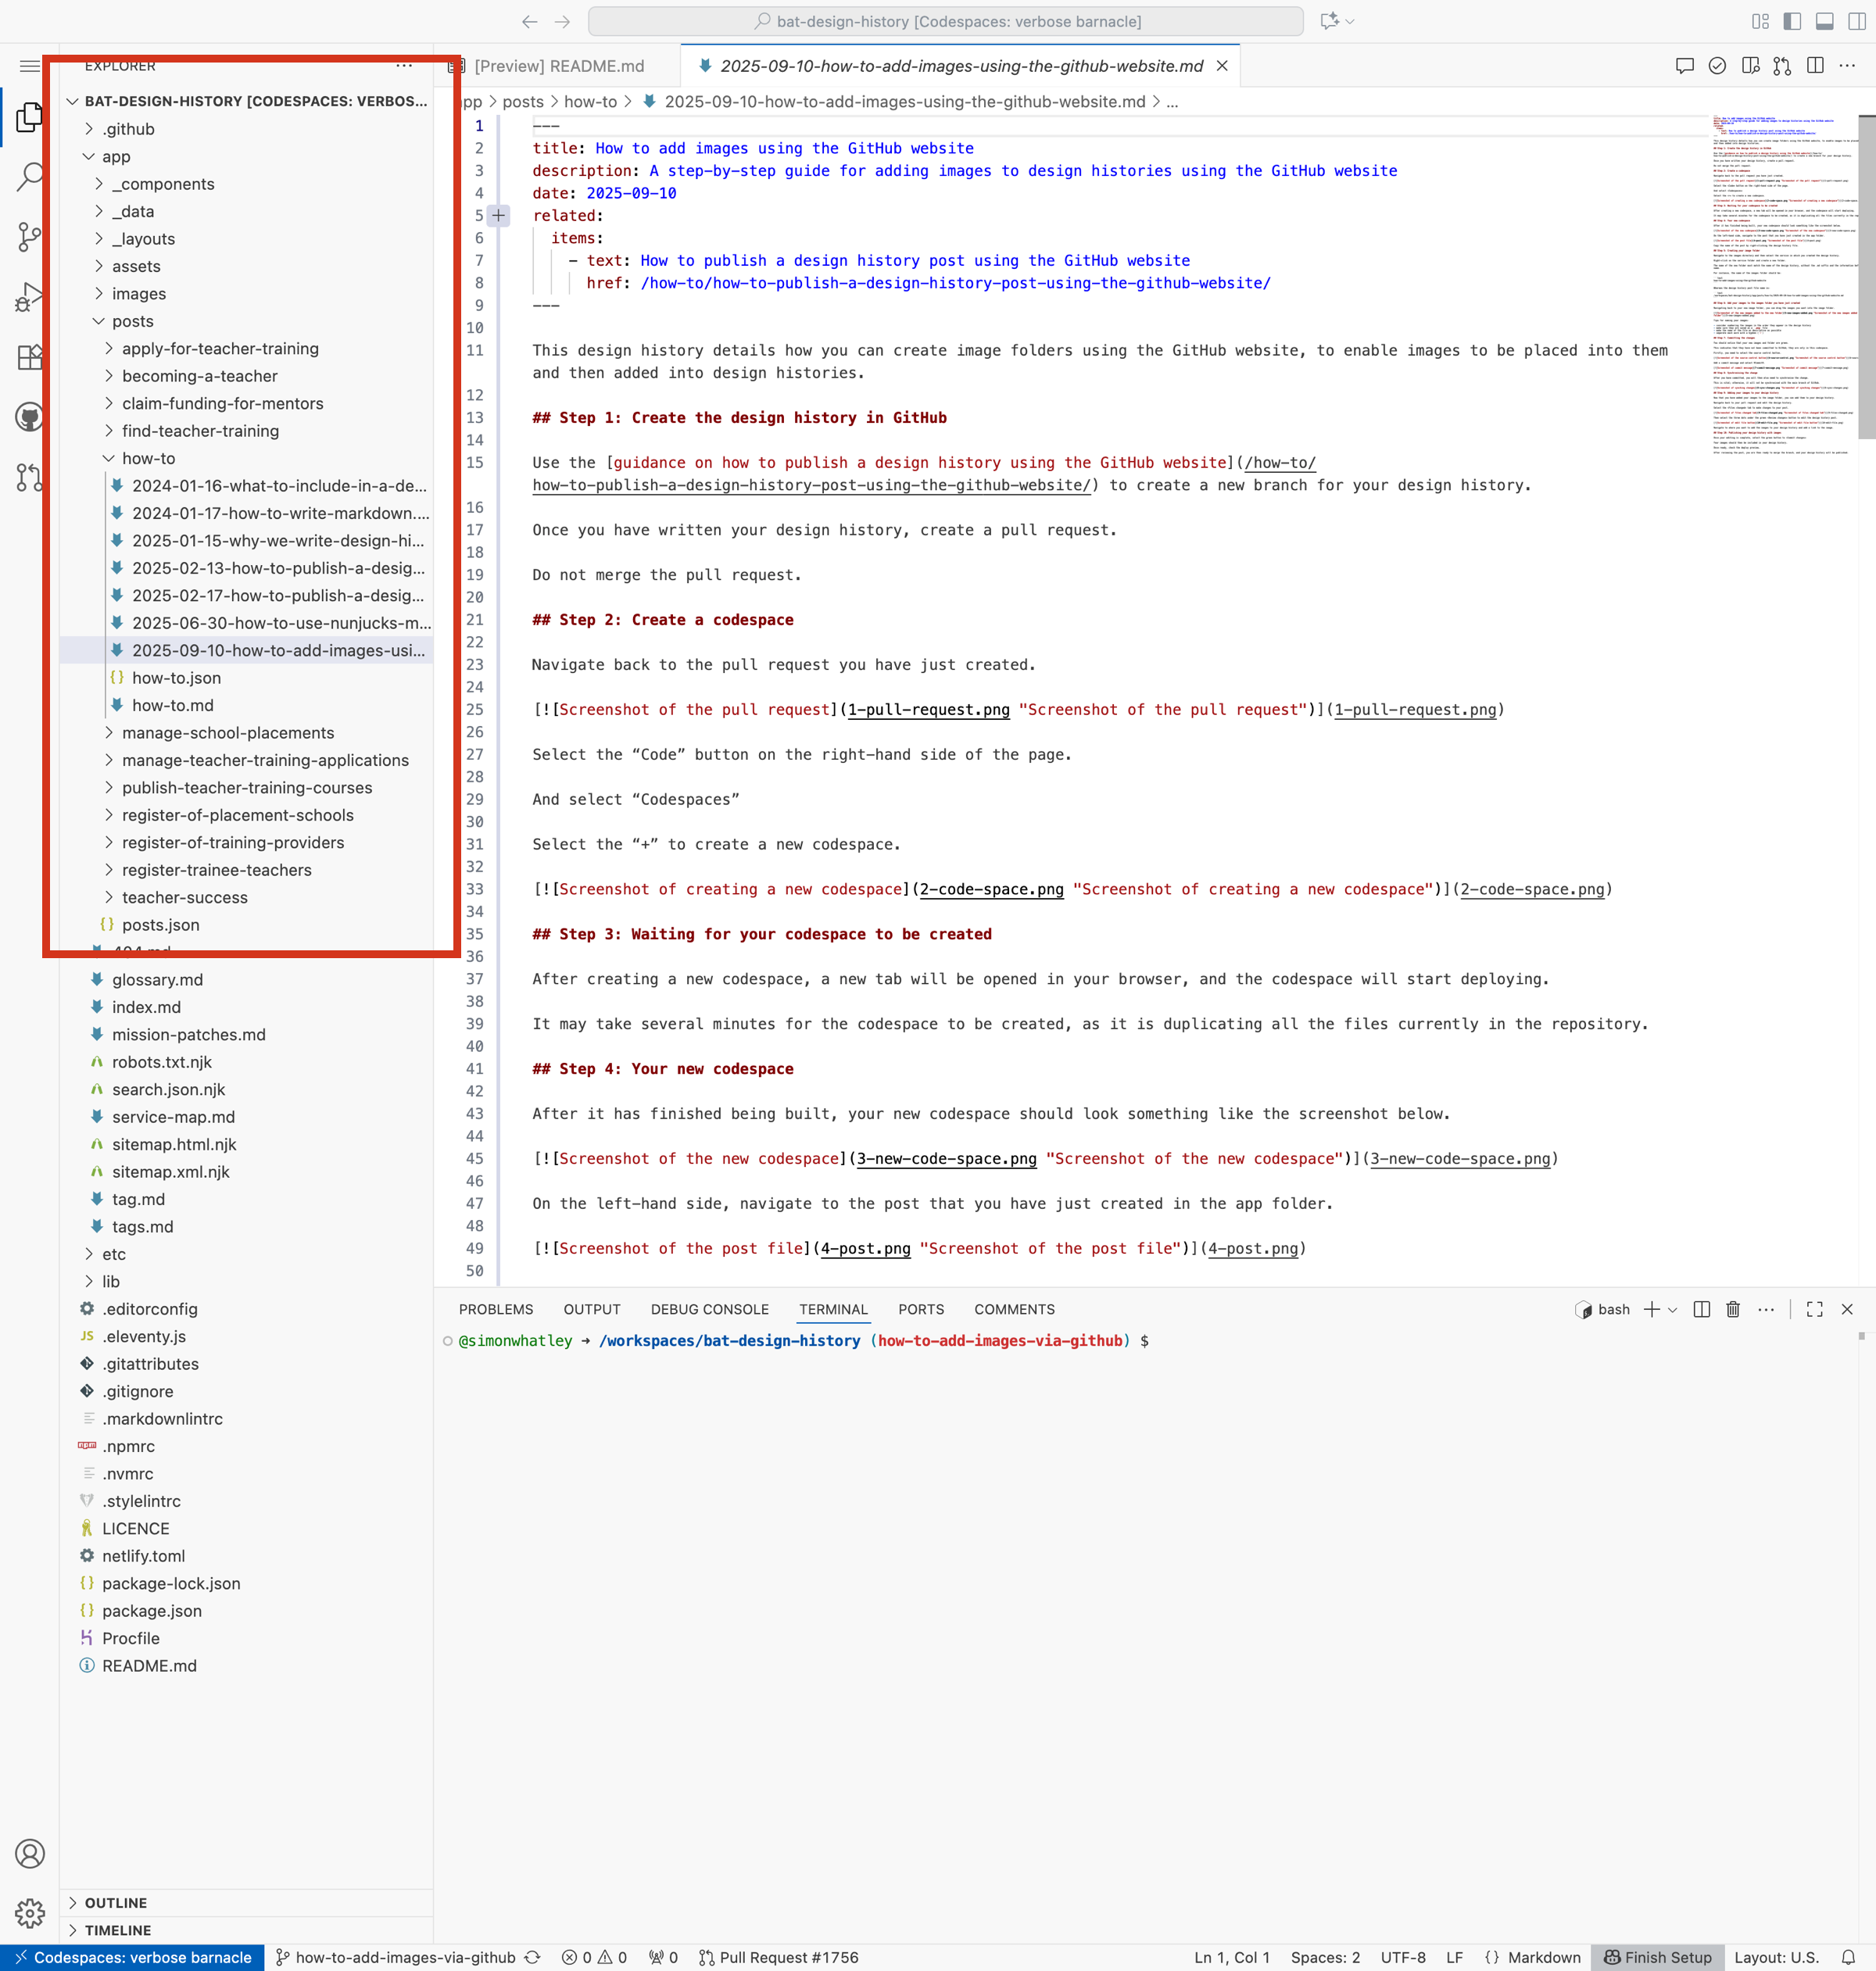 bat-design-history [Codespaces: verbose barnacle]
EXPLORER
···
BAT-DESIGN-HISTORY [CODESPACES: VERBOS...
.github
app
_components
_data
_layouts
assets
images
posts
apply-for-teacher-training
becoming-a-teacher
claim-funding-for-mentors
find-teacher-training
how-to
2024-01-16-what-to-include-in-a-de...
2024-01-17-how-to-write-markdown....
2025-01-15-why-we-write-design-hi...
2025-02-13-how-to-publish-a-desig...
2025-02-17-how-to-publish-a-desig...
2025-06-30-how-to-use-nunjucks-m...
2025-09-10-how-to-add-images-usi...
{} how-to.json
how-to.md
manage-school-placements
manage-teacher-training-applications
publish-teacher-training-courses
register-of-placement-schools
register-of-training-providers
register-trainee-teachers
teacher-success
{} posts.json
404.md
glossary.md
index.md
mission-patches.md
robots.txt.njk
search.json.njk
service-map.md
sitemap.html.njk
sitemap.xml.njk
tag.md
tags.md
etc
lib
.editorconfig
JS .eleventy.js
.gitattributes
.gitignore
.markdownlintrc
.npmrc
.nvmrc
.stylelintrc
LICENCE
netlify.toml
{} package-lock.json
{} package.json
Procfile
README.md
OUTLINE
TIMELINE
[Preview] README.md
2025-09-10-how-to-add-images-using-the-github-website.md
app > posts > how-to > 2025-09-10-how-to-add-images-using-the-github-website.md > ...
1 ---
2 title: How to add images using the GitHub website
3 description: A step-by-step guide for adding images to design histories using the GitHub website
4 date: 2025-09-10
5 related:
6 items:
7 - text: How to publish a design history post using the GitHub website
8 href: /how-to/how-to-publish-a-design-history-post-using-the-github-website/
9 ---
10
11 This design history details how you can create image folders using the GitHub website, to enable images to be placed into them
and then added into design histories.
12
13 ## Step 1: Create the design history in GitHub
14
15 Use the [guidance on how to publish a design history using the GitHub website](/how-to/
how-to-publish-a-design-history-post-using-the-github-website/) to create a new branch for your design history.
16
17 Once you have written your design history, create a pull request.
18
19 Do not merge the pull request.
20
21 ## Step 2: Create a codespace
22
23 Navigate back to the pull request you have just created.
24
25 [![Screenshot of the pull request](1-pull-request.png "Screenshot of the pull request")](1-pull-request.png)
26
27 Select the “Code” button on the right-hand side of the page.
28
29 And select “Codespaces”
30
31 Select the “+” to create a new codespace.
32
33 [![Screenshot of creating a new codespace](2-code-space.png "Screenshot of creating a new codespace")](2-code-space.png)
34
35 ## Step 3: Waiting for your codespace to be created
36
37 After creating a new codespace, a new tab will be opened in your browser, and the codespace will start deploying.
38
39 It may take several minutes for the codespace to be created, as it is duplicating all the files currently in the repository.
40
41 ## Step 4: Your new codespace
42
43 After it has finished being built, your new codespace should look something like the screenshot below.
44
45 [![Screenshot of the new codespace](3-new-code-space.png "Screenshot of the new codespace")](3-new-code-space.png)
46
47 On the left-hand side, navigate to the post that you have just created in the app folder.
48
49 [![Screenshot of the post file](4-post.png "Screenshot of the post file")](4-post.png)
50
PROBLEMS OUTPUT DEBUG CONSOLE TERMINAL PORTS COMMENTS
bash
@simonwhatley → /workspaces/bat-design-history (how-to-add-images-via-github) $
Codespaces: verbose barnacle how-to-add-images-via-github 0 0 0 Pull Request #1756
Ln 1, Col 1 Spaces: 2 UTF-8 LF {} Markdown Finish Setup Layout: U.S.